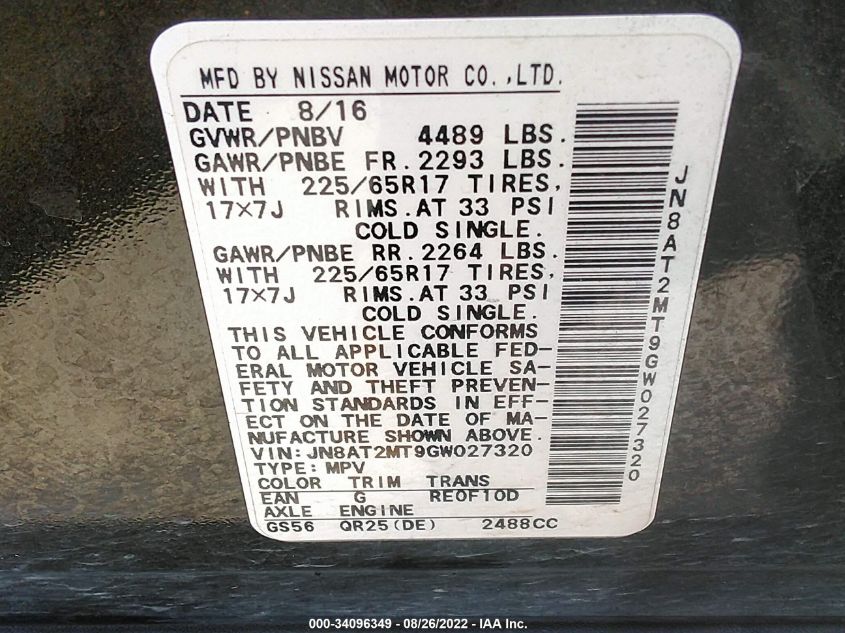 MFD BY NISSAN MOTOR CO.,LTD.
DATE 8/16
GVWR/PNBV 4489 LBS.
GAWR/PNBE FR. 2293 LBS.
WITH 225/65R17 TIRES,
17×7J RIMS.AT 33 PSI
COLD SINGLE.
GAWR/PNBE RR. 2264 LBS.
WITH 225/65R17 TIRES,
17×7J RIMS.AT 33 PSI
COLD SINGLE.
THIS VEHICLE CONFORMS
TO ALL APPLICABLE FED-
ERAL MOTOR VEHICLE SA-
FETY AND THEFT PREVEN-
TION STANDARDS IN EFF-
ECT ON THE DATE OF MA-
NUFACTURE SHOWN ABOVE.
VIN:JN8AT2MT9GW027320
TYPE:MPV
COLOR TRIM TRANS
EAN G RE0F10D
AXLE ENGINE
GS56 QR25(DE) 2488CC
JN8AT2MT9GW027320
000-34096349 - 08/26/2022 - IAA Inc.